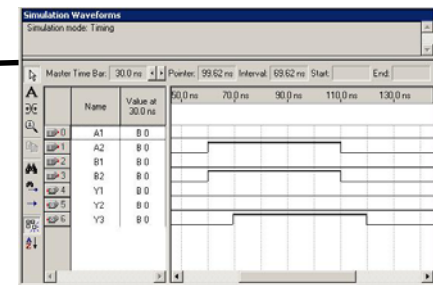 Simulation Waveforms
Simulation mode: Timing
Master Time Bar: 30.0 ns Pointer: 99.62 ns Interval: 69.62 ns Start: End:
Name Value at 30.0 ns 50.0 ns 70.0 ns 90.0 ns 110.0 ns 130.0 ns
0 A1 B 0
1 A2 B 0
2 B1 B 0
3 B2 B 0
4 Y1 B 0
5 Y2 B 0
6 Y3 B 0